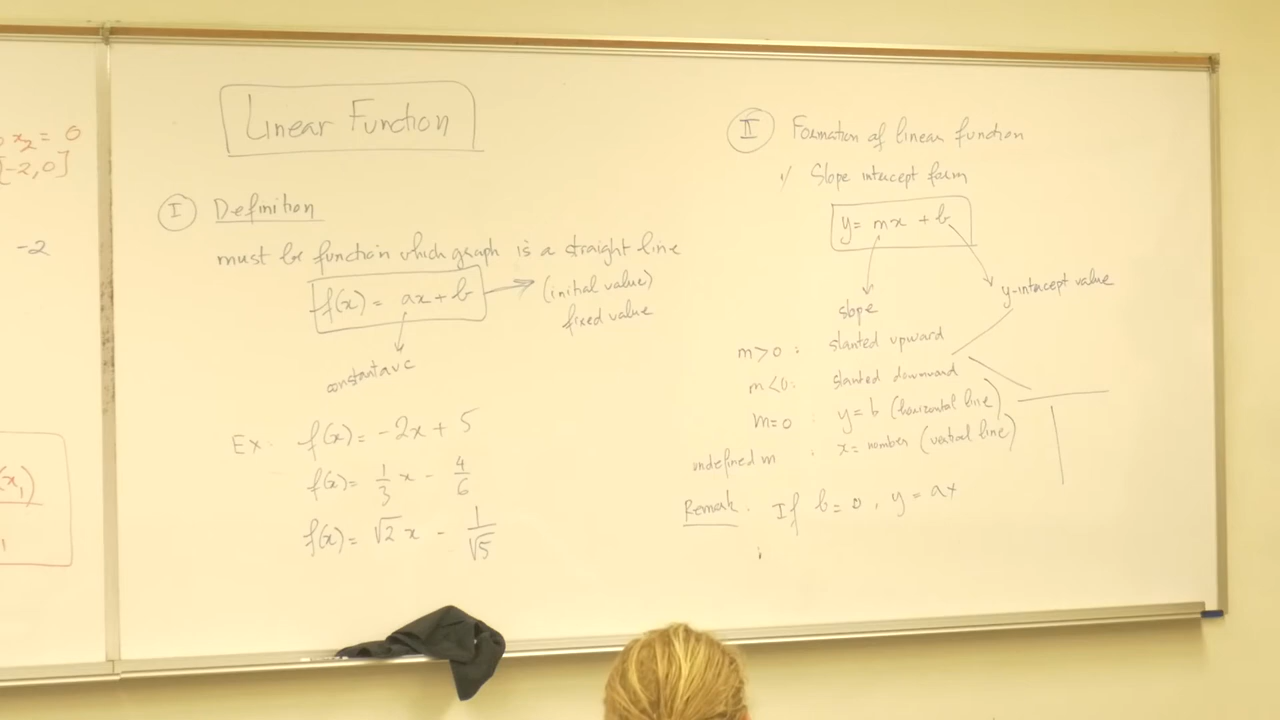 x₂ = 0
[-2,0]
-2
(x₁)
1
Linear Function
I Definition
must be function which graph is a straight line
f(x) = ax + b
(initial value)
fixed value
Ex: f(x) = -2x + 5
f(x) = 1/3 x - 4/6
f(x) = √2 x - 1/√5
II Formation of linear function
1/ Slope intercept form
y = mx + b
slope
y-intercept value
m>0 : slanted upward
m<0: slanted downward
m=0 : y=b (horizontal line)
undefined m : x= number (vertical line)
Remark. If b=0, y=ax